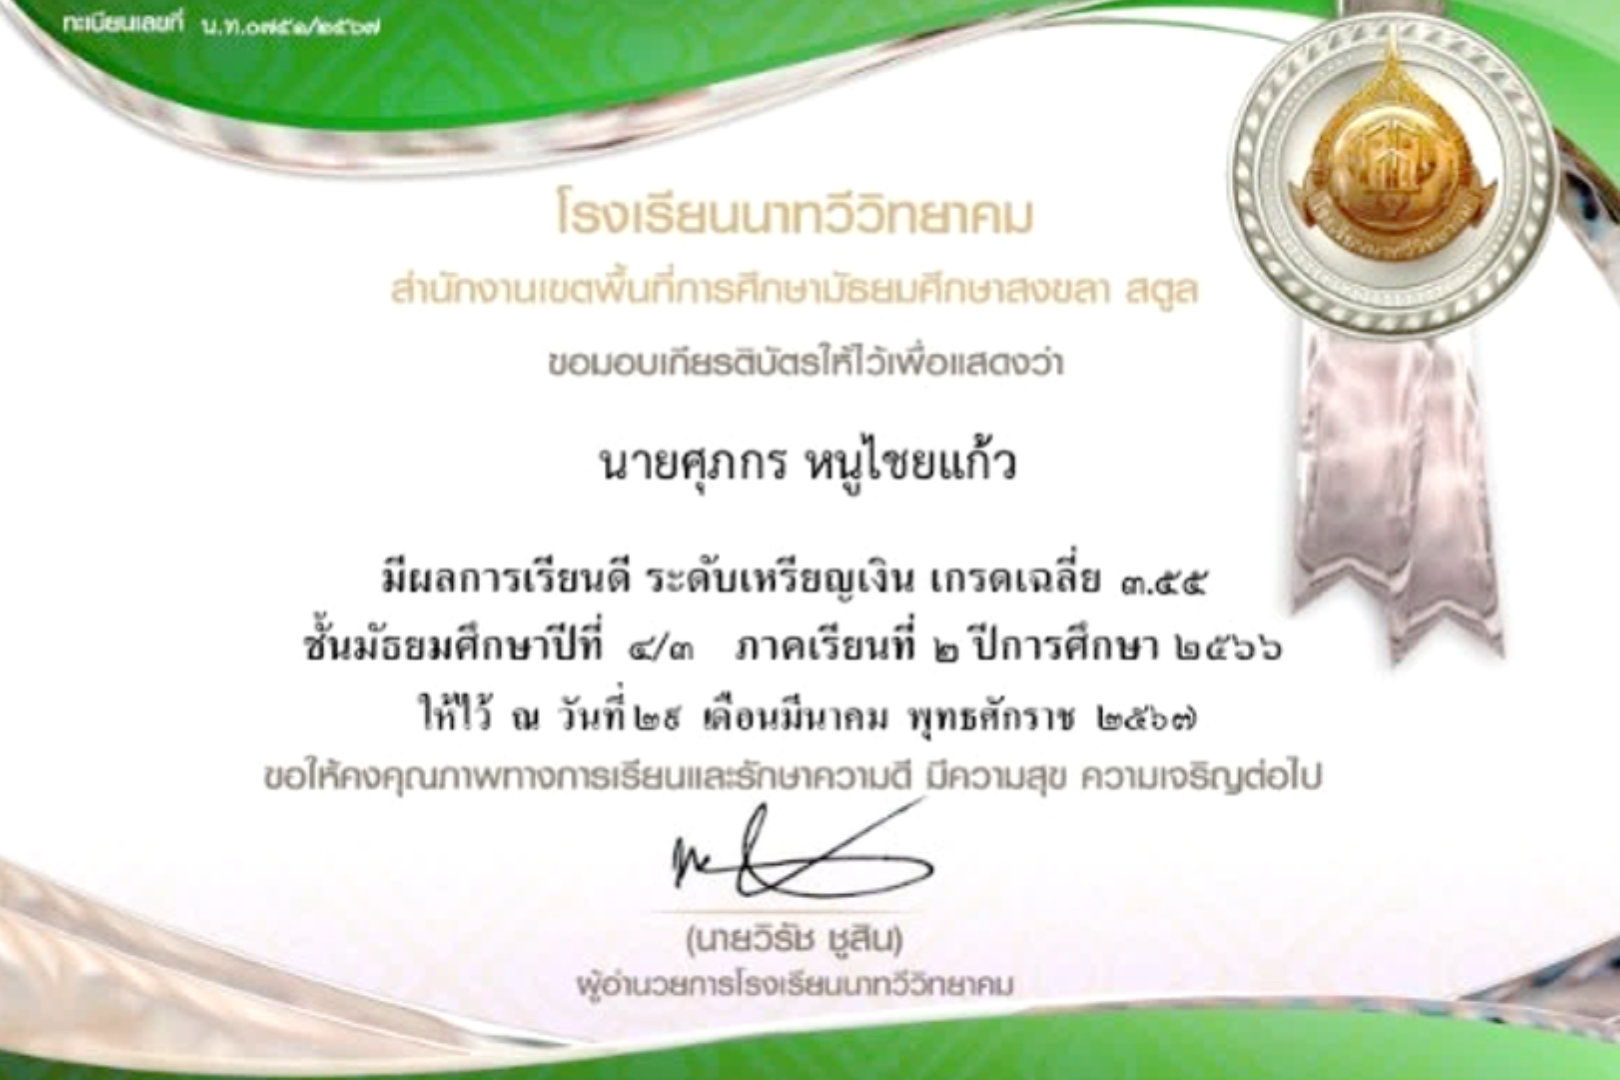 ทะเบียนเลขที่ น.ท.๐๗๕๑/๒๕๖๗
โรงเรียนนาทวีวิทยาคม
สำนักงานเขตพื้นที่การศึกษามัธยมศึกษาสงขลา สตูล
ขอมอบเกียรติบัตรให้ไว้เพื่อแสดงว่า
นายศุภกร หนูไชยแก้ว
มีผลการเรียนดี ระดับเหรียญเงิน เกรดเฉลี่ย ๓.๕๕
ชั้นมัธยมศึกษาปีที่ ๔/๓ ภาคเรียนที่ ๒ ปีการศึกษา ๒๕๖๖
ให้ไว้ ณ วันที่ ๒๙ เดือนมีนาคม พุทธศักราช ๒๕๖๗
ขอให้คงคุณภาพทางการเรียนและรักษาความดี มีความสุข ความเจริญต่อไป
(นายวิรัช ชูสิน)
ผู้อำนวยการโรงเรียนนาทวีวิทยาคม